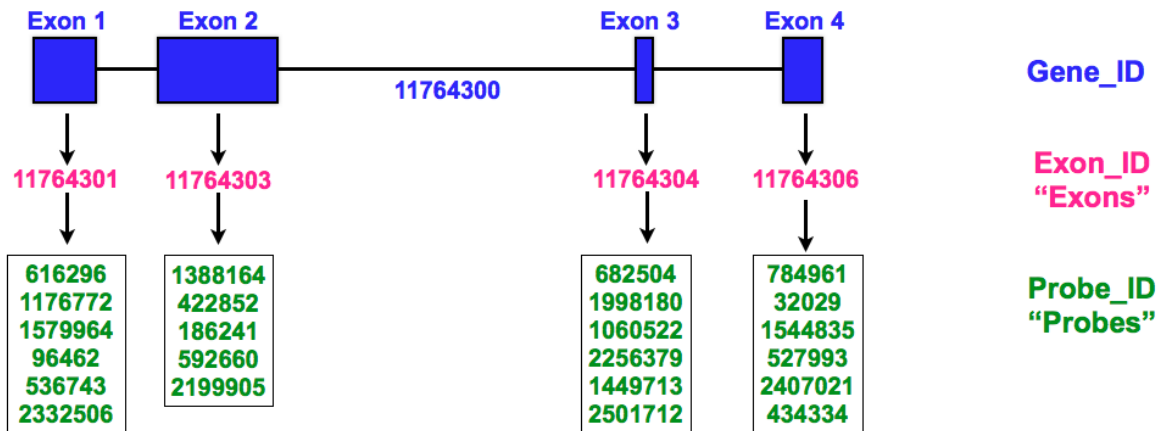 Exon 1 Exon 2 Exon 3 Exon 4
11764300 Gene_ID
11764301 11764303 11764304 11764306 Exon_ID
“Exons”
616296 1388164 682504 784961 Probe_ID
1176772 422852 1998180 32029 “Probes”
1579964 186241 1060522 1544835
96462 592660 2256379 527993
536743 2199905 1449713 2407021
2332506 2501712 434334